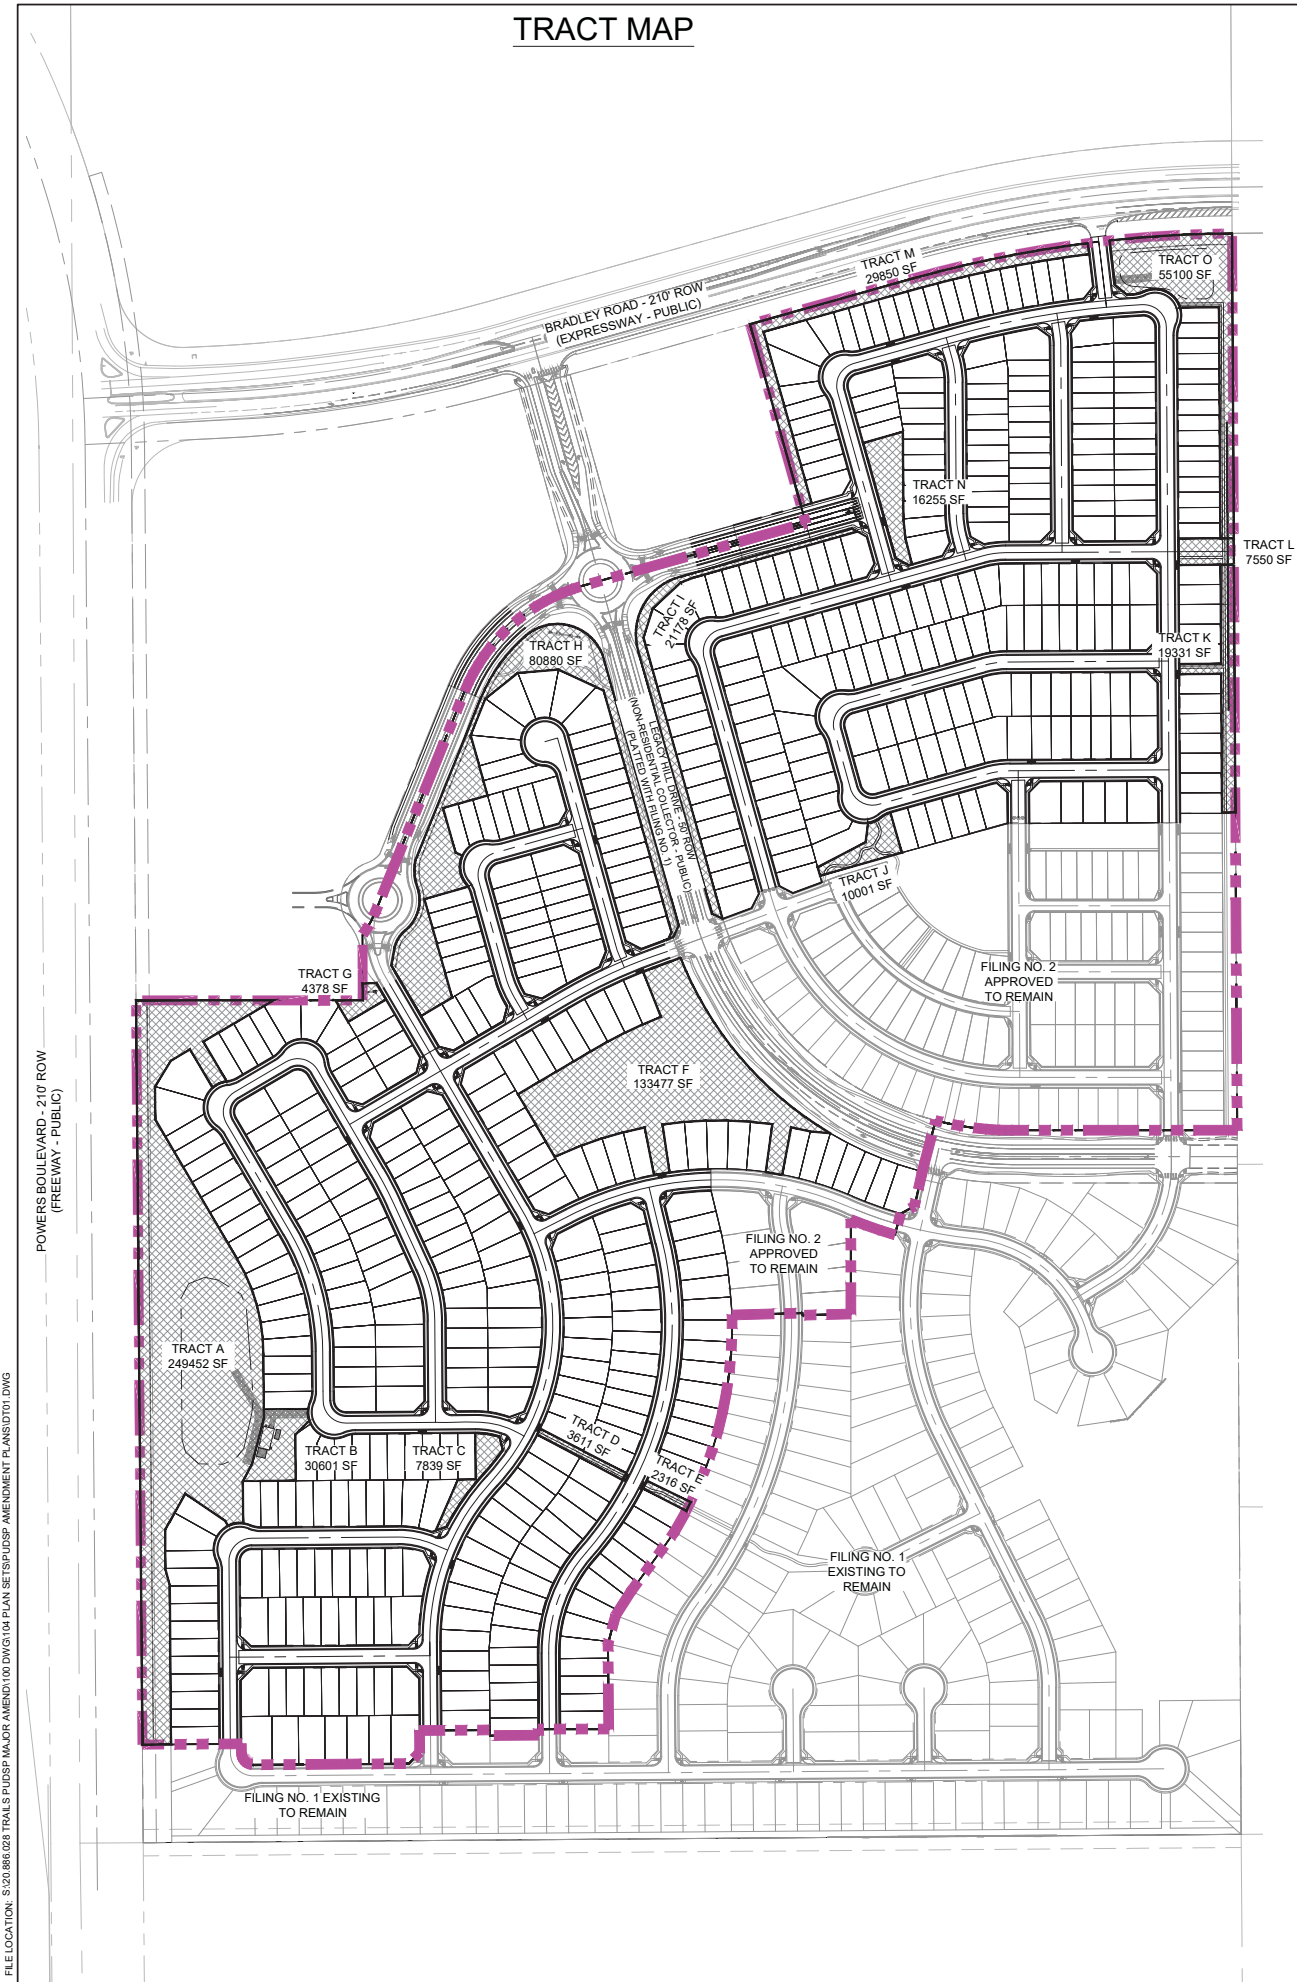 TRACT MAP
TRACT M
29850 SF
TRACT O
55100 SF
BRADLEY ROAD - 210' ROW
(EXPRESSWAY - PUBLIC)
TRACT N
16255 SF
TRACT L
7550 SF
TRACT I
21178 SF
TRACT H
80880 SF
TRACT K
19331 SF
LEGACY HILL DRIVE - 50' ROW
(NON-RESIDENTIAL COLLECTOR - PUBLIC)
(PLATTED WITH FILING NO. 1)
TRACT J
10001 SF
TRACT G
4378 SF
FILING NO. 2
APPROVED
TO REMAIN
TRACT F
133477 SF
POWERS BOULEVARD - 210' ROW
(FREEWAY - PUBLIC)
FILING NO. 2
APPROVED
TO REMAIN
TRACT A
249452 SF
TRACT B
30601 SF
TRACT C
7839 SF
TRACT D
3611 SF
TRACT E
2316 SF
FILING NO. 1
EXISTING TO
REMAIN
FILING NO. 1 EXISTING
TO REMAIN
FILE LOCATION: S:\20.886.028 TRAILS PUDSP MAJOR AMEND\100 DWG\104 PLAN SETS\PUDSP AMENDMENT PLANS\DT01.DWG